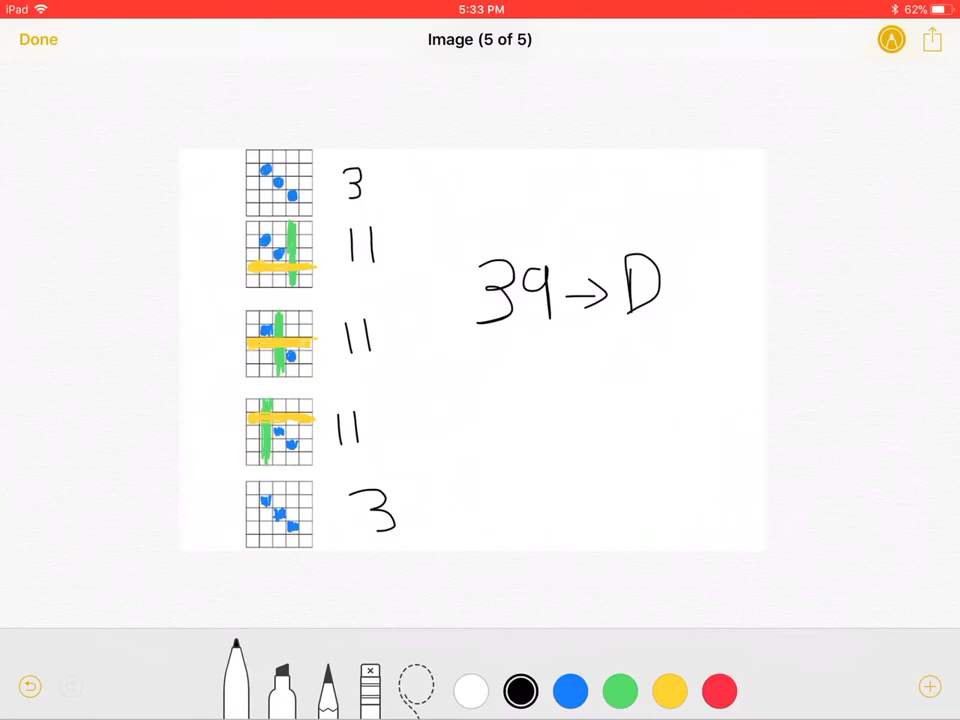 iPad 5:33 PM 62%
Done Image (5 of 5)
3
11
11
11
3
39 → D